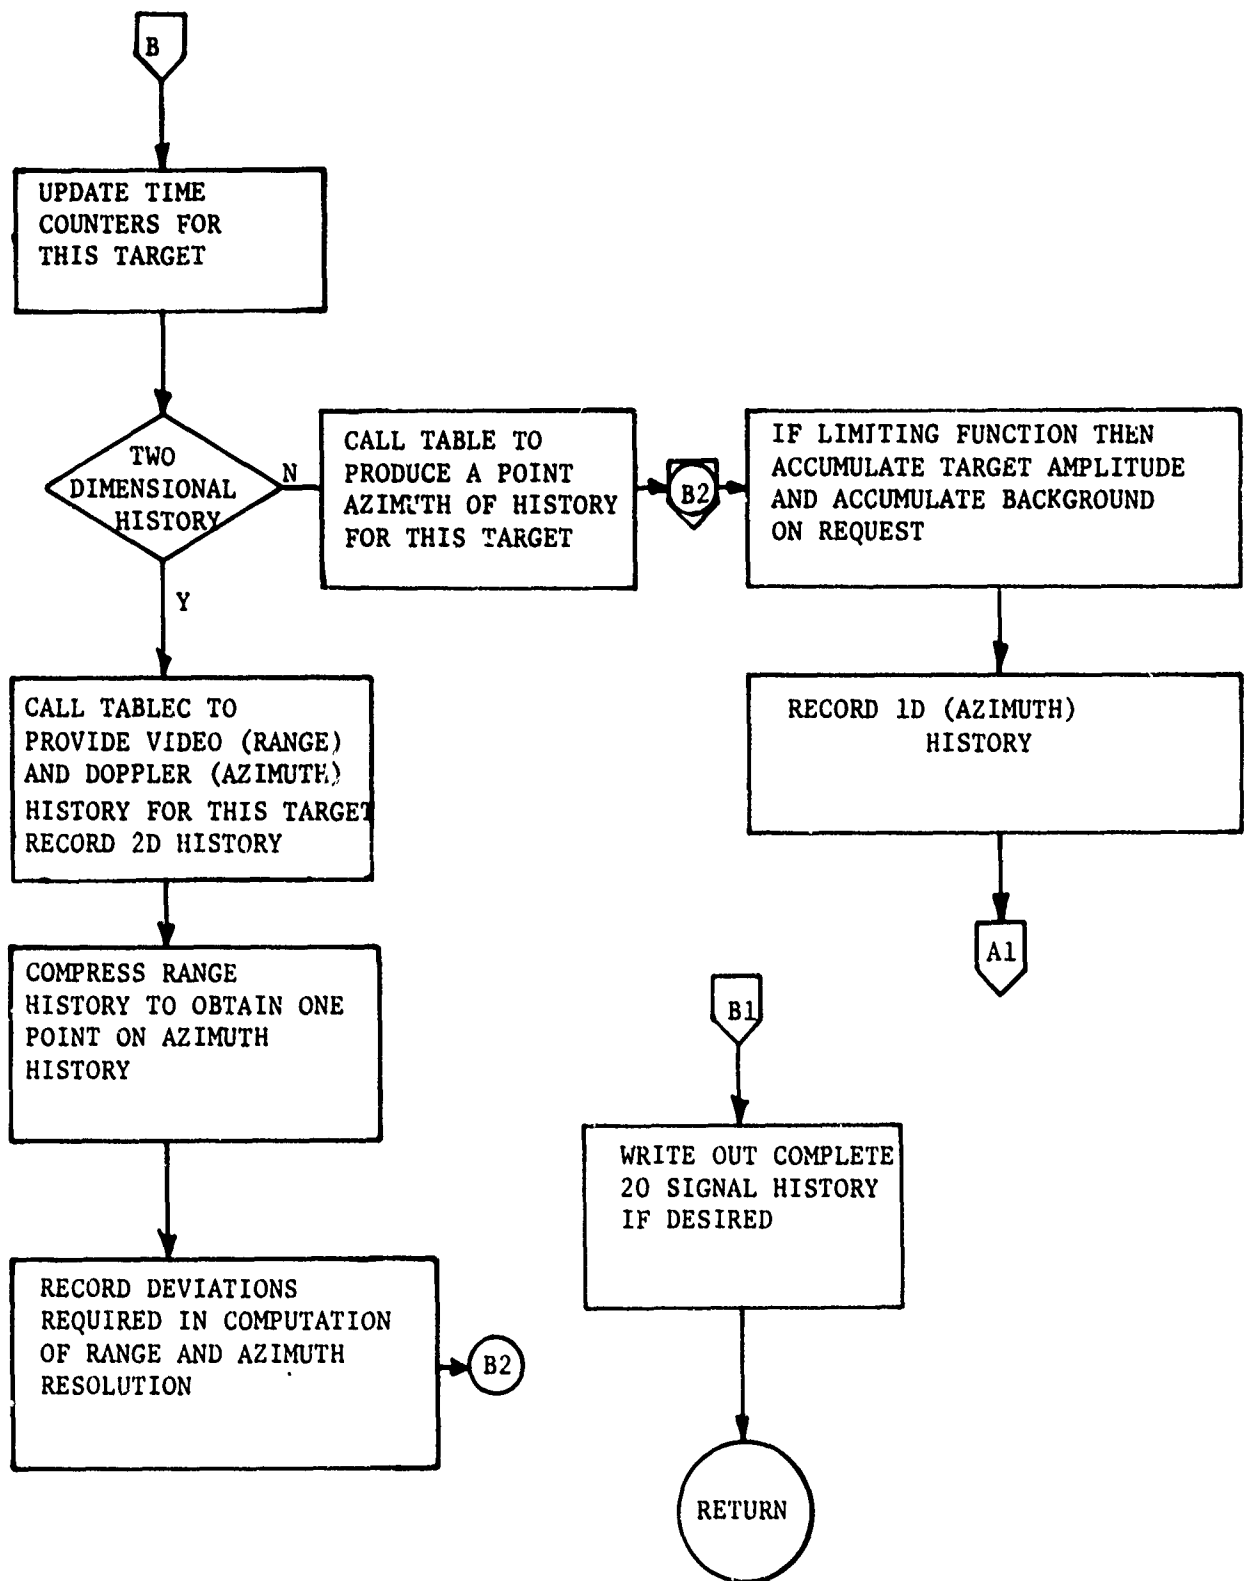 B
UPDATE TIME
COUNTERS FOR
THIS TARGET
TWO
DIMENSIONAL
HISTORY
N
Y
CALL TABLE TO
PRODUCE A POINT
AZIMUTH OF HISTORY
FOR THIS TARGET
B2
IF LIMITING FUNCTION THEN
ACCUMULATE TARGET AMPLITUDE
AND ACCUMULATE BACKGROUND
ON REQUEST
RECORD 1D (AZIMUTH)
HISTORY
A1
CALL TABLEC TO
PROVIDE VIDEO (RANGE)
AND DOPPLER (AZIMUTH)
HISTORY FOR THIS TARGET
RECORD 2D HISTORY
COMPRESS RANGE
HISTORY TO OBTAIN ONE
POINT ON AZIMUTH
HISTORY
RECORD DEVIATIONS
REQUIRED IN COMPUTATION
OF RANGE AND AZIMUTH
RESOLUTION
B2
B1
WRITE OUT COMPLETE
20 SIGNAL HISTORY
IF DESIRED
RETURN